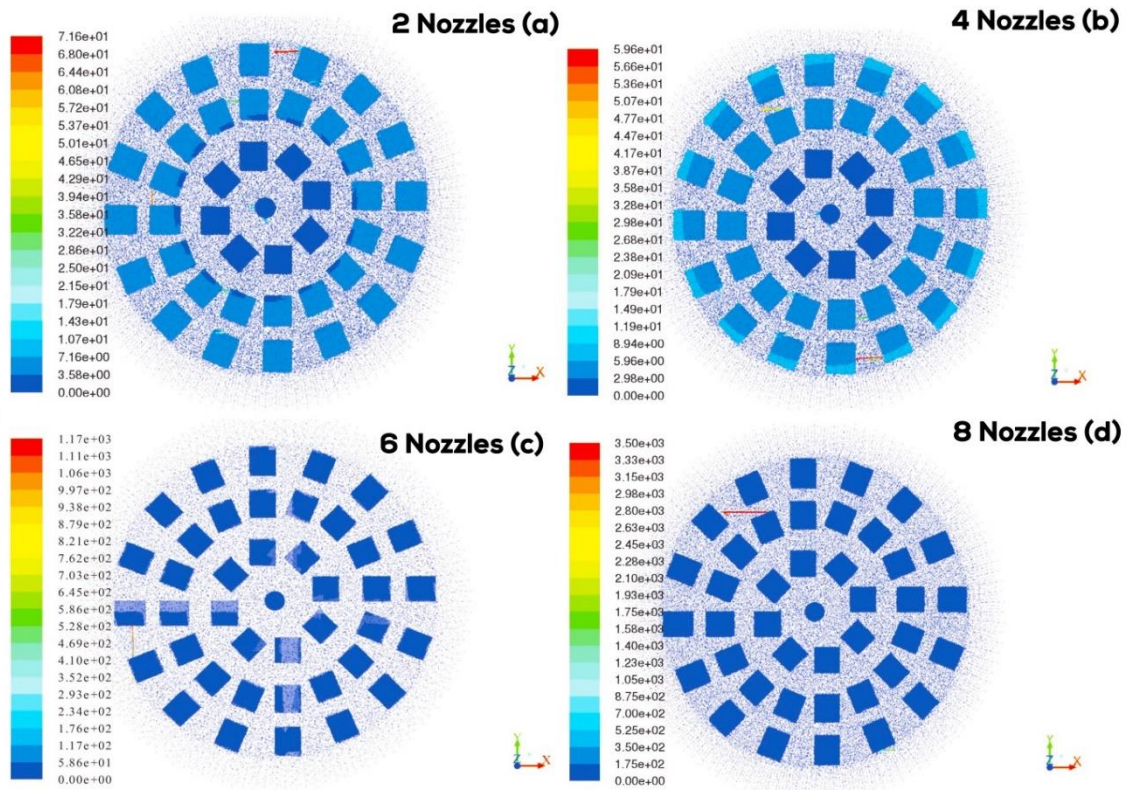 2 Nozzles (a)
7.16e+01
6.80e+01
6.44e+01
6.08e+01
5.72e+01
5.37e+01
5.01e+01
4.65e+01
4.29e+01
3.94e+01
3.58e+01
3.22e+01
2.86e+01
2.50e+01
2.15e+01
1.79e+01
1.43e+01
1.07e+01
7.16e+00
3.58e+00
0.00e+00
Y
Z
X
4 Nozzles (b)
5.96e+01
5.66e+01
5.36e+01
5.07e+01
4.77e+01
4.47e+01
4.17e+01
3.87e+01
3.58e+01
3.28e+01
2.98e+01
2.68e+01
2.38e+01
2.09e+01
1.79e+01
1.49e+01
1.19e+01
8.94e+00
5.96e+00
2.98e+00
0.00e+00
Y
Z
X
6 Nozzles (c)
1.17e+03
1.11e+03
1.06e+03
9.97e+02
9.38e+02
8.79e+02
8.21e+02
7.62e+02
7.03e+02
6.45e+02
5.86e+02
5.28e+02
4.69e+02
4.10e+02
3.52e+02
2.93e+02
2.34e+02
1.76e+02
1.17e+02
5.86e+01
0.00e+00
Y
Z
X
8 Nozzles (d)
3.50e+03
3.33e+03
3.15e+03
2.98e+03
2.80e+03
2.63e+03
2.45e+03
2.28e+03
2.10e+03
1.93e+03
1.75e+03
1.58e+03
1.40e+03
1.23e+03
1.05e+03
8.75e+02
7.00e+02
5.25e+02
3.50e+02
1.75e+02
0.00e+00
Y
Z
X